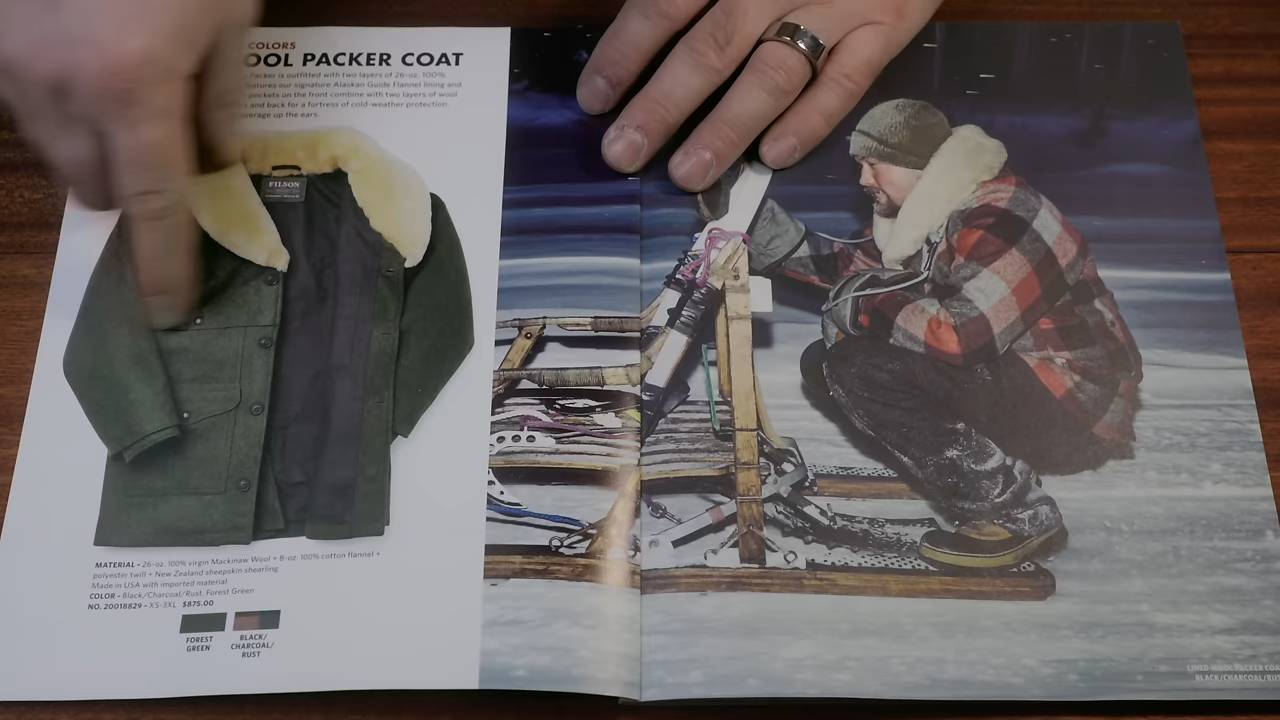 COLORS
OOL PACKER COAT
Packer is outfitted with two layers of 26-oz. 100%
features our signature Alaskan Guide Flannel lining and
pockets on the front combine with two layers of wool
and back for a fortress of cold-weather protection.
up the ears.
FILSON
MATERIAL – 26-oz. 100% virgin Mackinaw Wool + 8-oz. 100% cotton flannel +
polyester twill + New Zealand sheepskin shearling
Made in USA with imported material
COLOR – Black/Charcoal/Rust, Forest Green
NO. 20018829 – XS-3XL $875.00
FOREST
GREEN
BLACK/
CHARCOAL/
RUST
LINED WOOL PACKER COA
BLACK/CHARCOAL/RUS